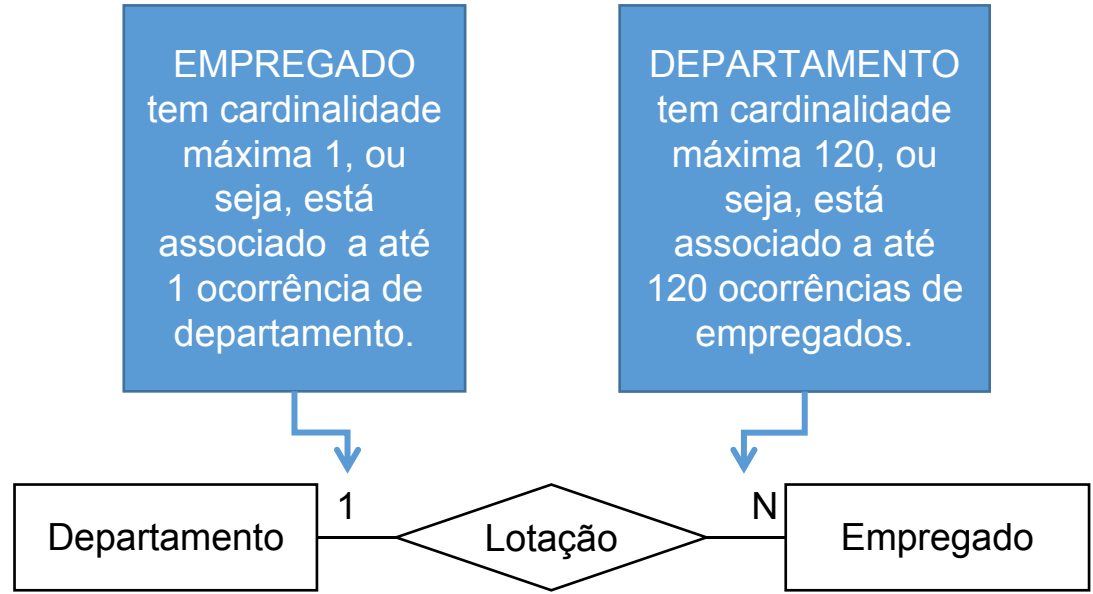 EMPREGADO
tem cardinalidade
máxima 1, ou
seja, está
associado a até
1 ocorrência de
departamento.
DEPARTAMENTO
tem cardinalidade
máxima 120, ou
seja, está
associado a até
120 ocorrências de
empregados.
Departamento
1
Lotação
N
Empregado